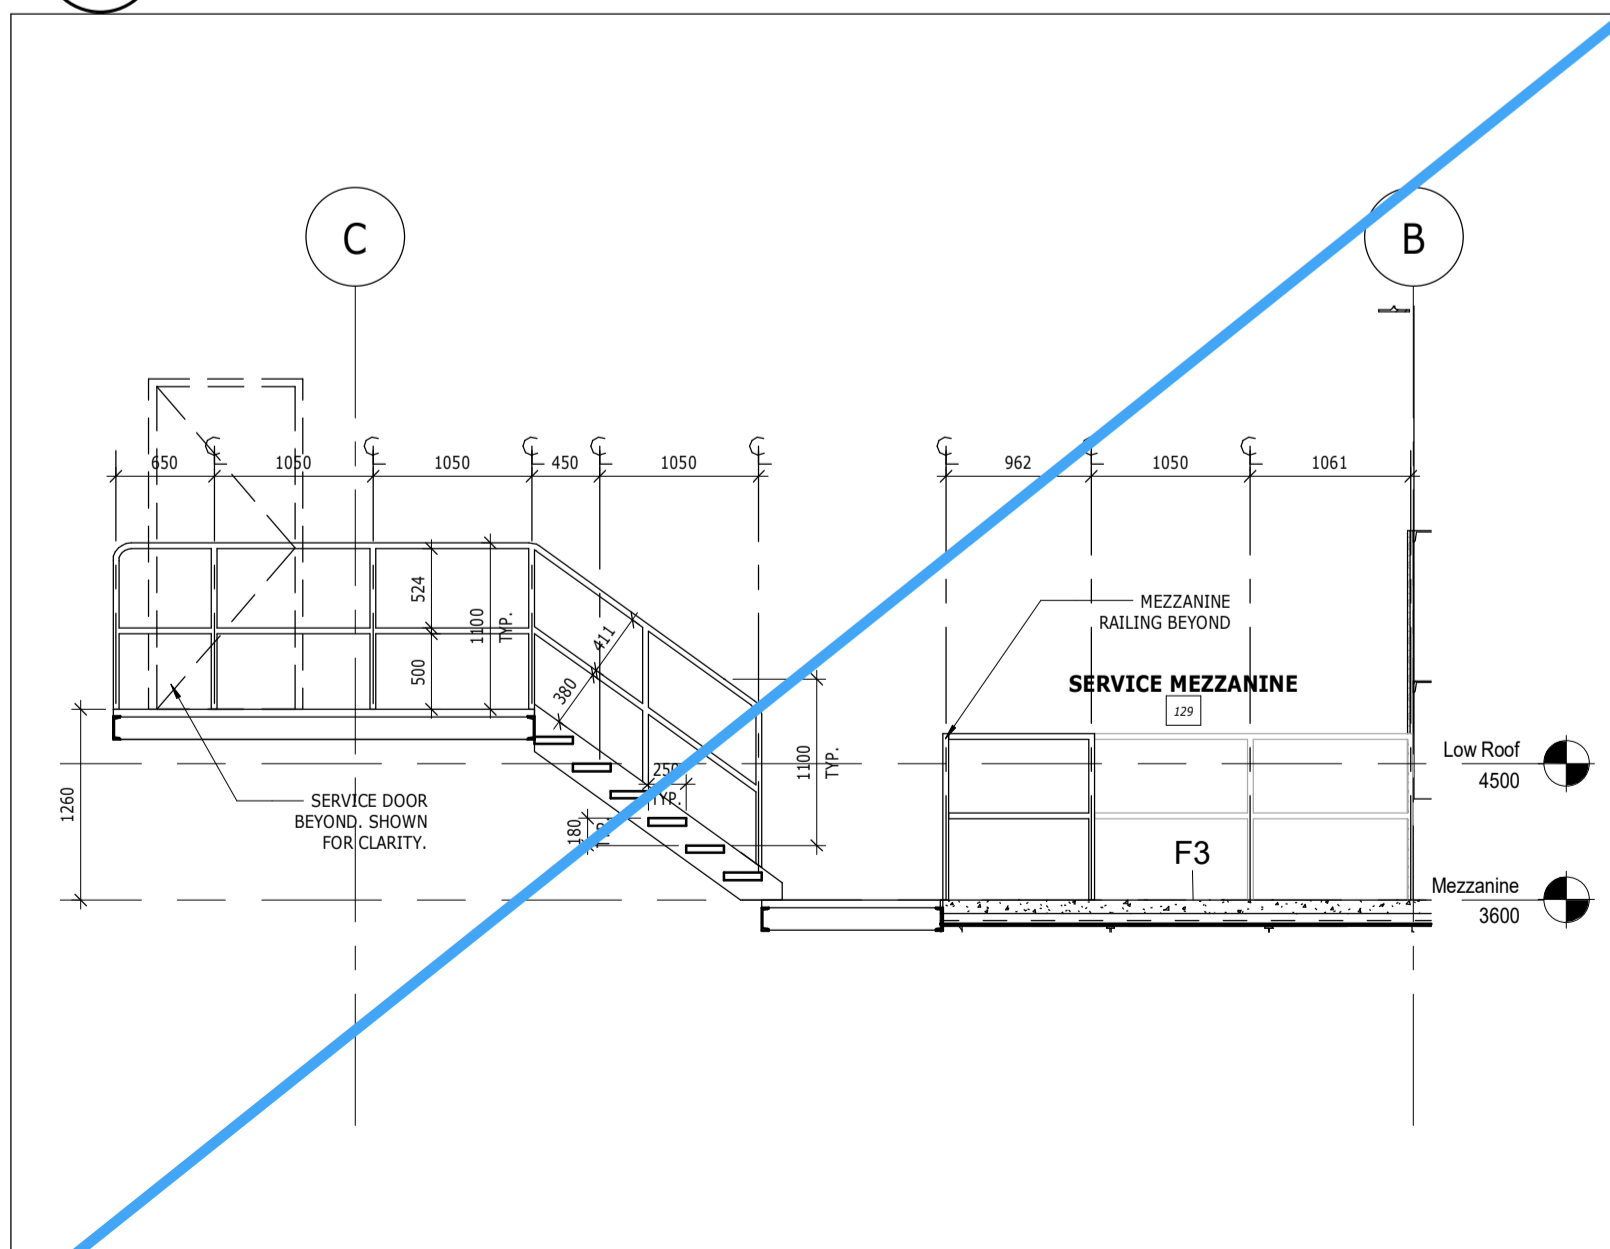 C
B
650
1050
1050
450
1050
962
1050
1061
524
500
1100
TYP.
411
380
MEZZANINE
RAILING BEYOND
SERVICE MEZZANINE
129
1100
TYP.
Low Roof
4500
TYP.
180
1260
SERVICE DOOR
BEYOND. SHOWN
FOR CLARITY.
F3
Mezzanine
3600